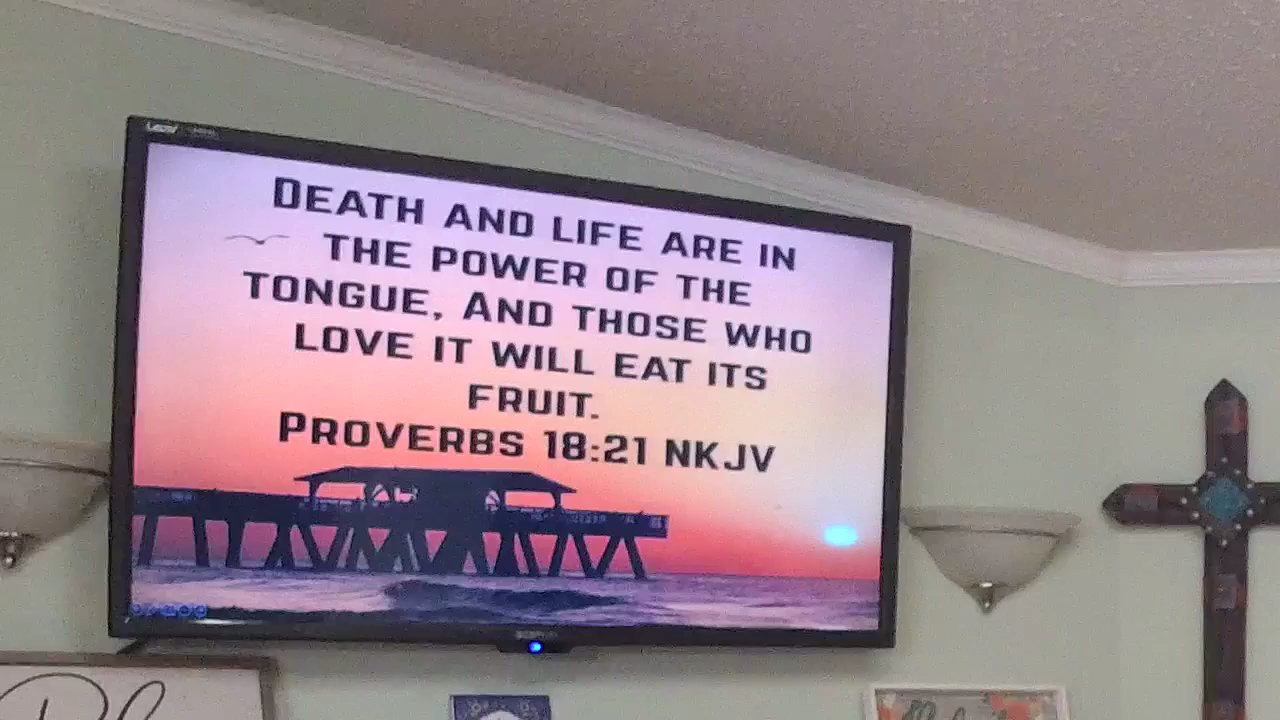 DEATH AND LIFE ARE IN
THE POWER OF THE
TONGUE, AND THOSE WHO
LOVE IT WILL EAT ITS
FRUIT.
PROVERBS 18:21 NKJV